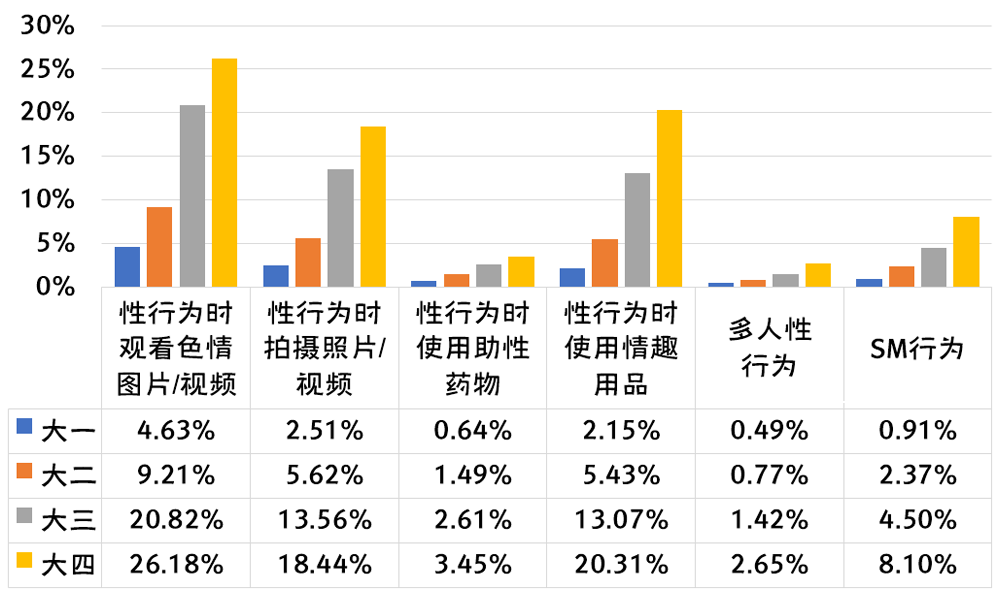 30%
25%
20%
15%
10%
5%
0%
性行为时 性行为时 性行为时 性行为时 多人性 SM行为
观看色情 拍摄照片/ 使用助性 使用情趣 行为
图片/视频 视频 药物 用品
大一 4.63% 2.51% 0.64% 2.15% 0.49% 0.91%
大二 9.21% 5.62% 1.49% 5.43% 0.77% 2.37%
大三 20.82% 13.56% 2.61% 13.07% 1.42% 4.50%
大四 26.18% 18.44% 3.45% 20.31% 2.65% 8.10%